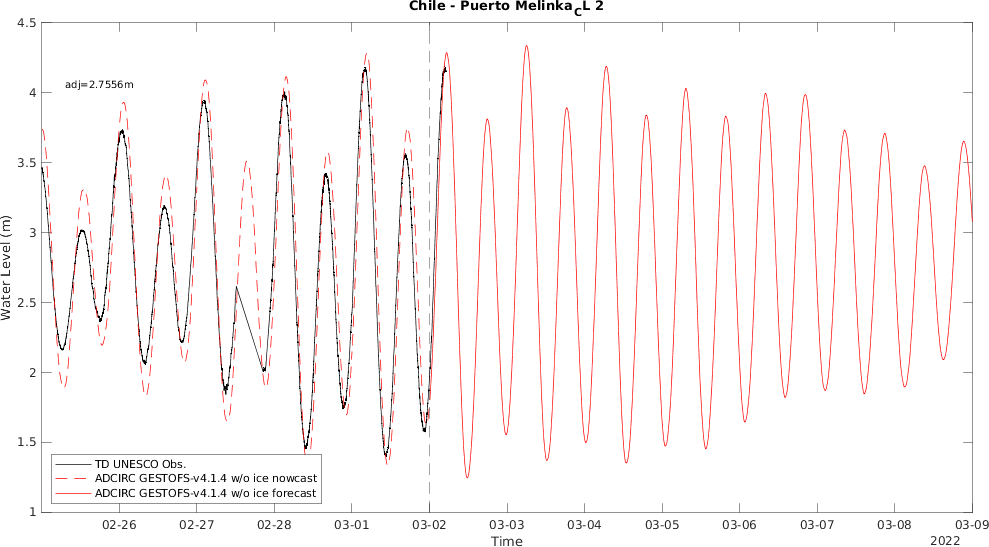 Chile - Puerto Melinka_CL 2
4.5
4
3.5
3
2.5
2
1.5
1
Water Level (m)
adj=2.7556m
TD UNESCO Obs.
ADCIRC GESTOFS-v4.1.4 w/o ice nowcast
ADCIRC GESTOFS-v4.1.4 w/o ice forecast
02-26 02-27 02-28 03-01 03-02 03-03 03-04 03-05 03-06 03-07 03-08 03-09
Time
2022